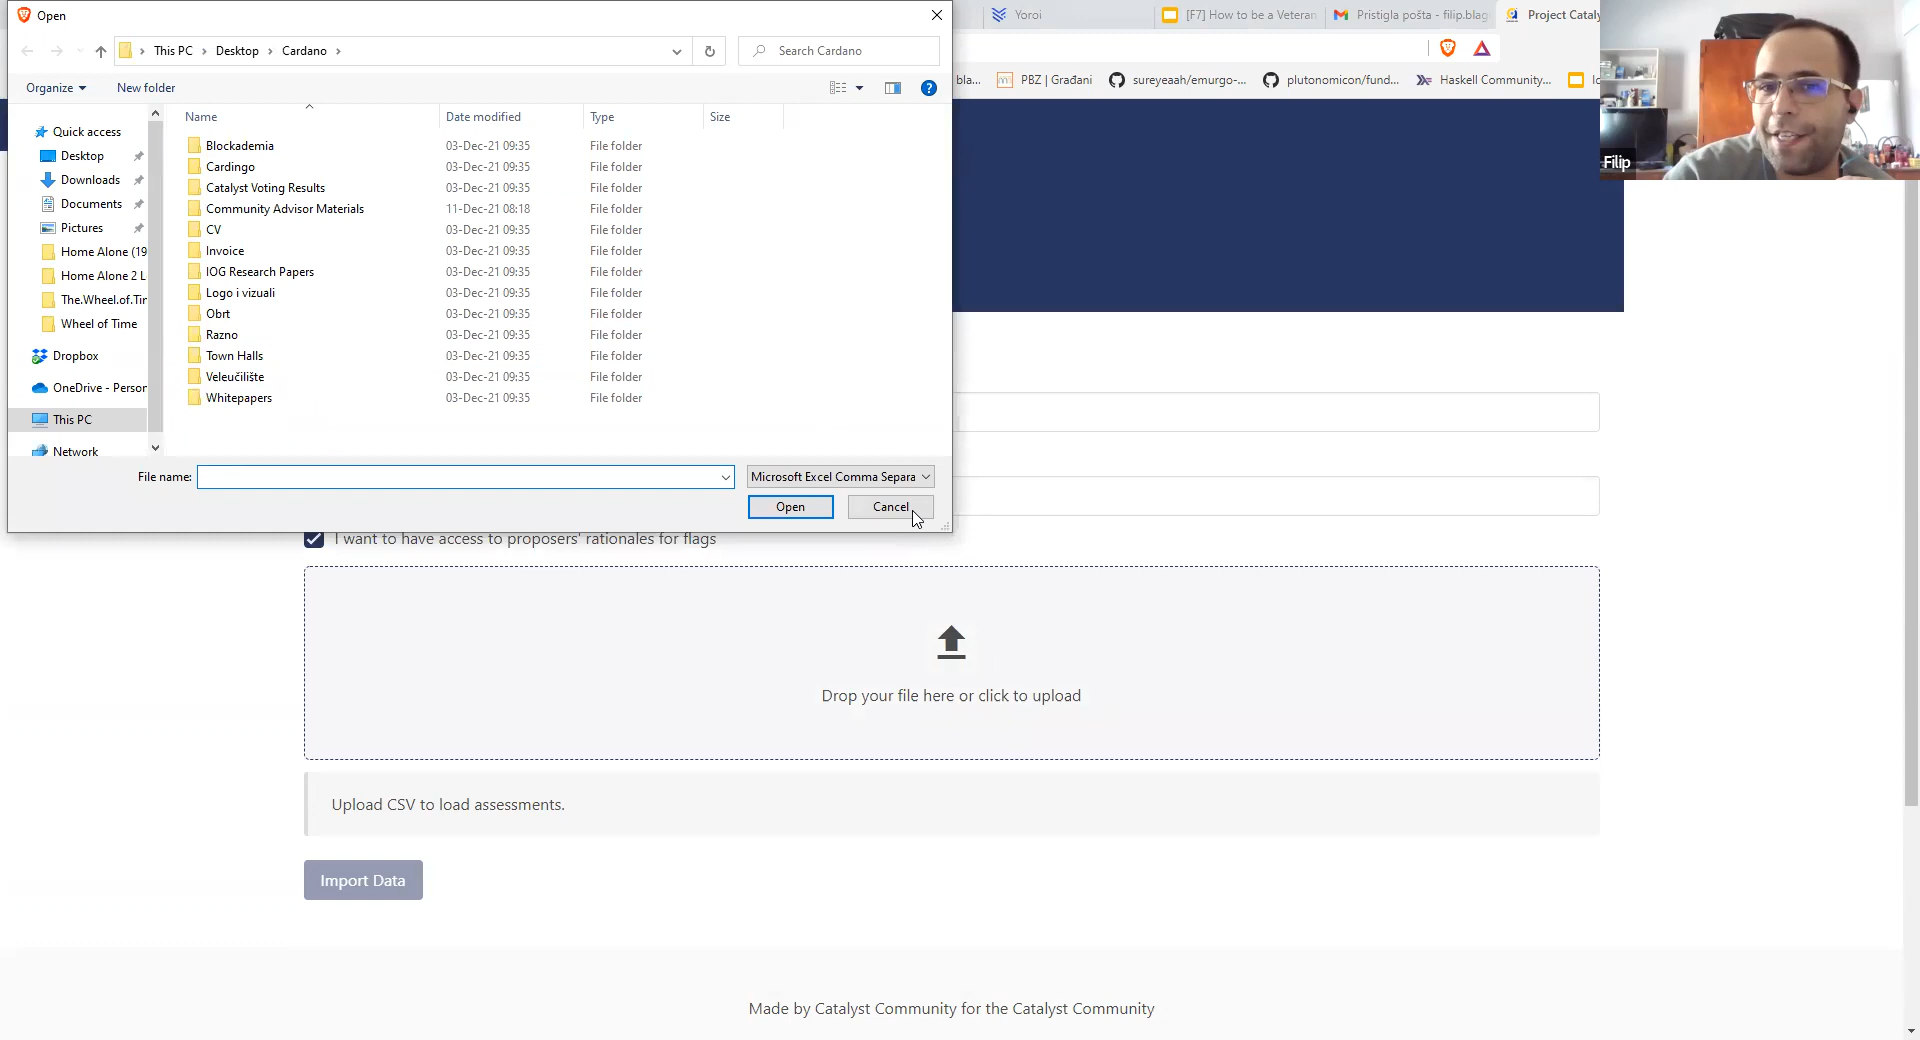 Open
Yoroi
[F7] How to be a Veteran
Pristigla pošta - filip.blag
Project Cataly
This PC > Desktop > Cardano >
Search Cardano
Organize
New folder
bla...
PBZ | Građani
sureyeaah/emurgo-...
plutonomicon/fund...
Haskell Community...
Name
Date modified
Type
Size
Quick access
Desktop
Downloads
Documents
Pictures
Home Alone (19
Home Alone 2 L
The.Wheel.of.Tir
Wheel of Time
Dropbox
OneDrive - Person
This PC
Network
Blockademia 03-Dec-21 09:35 File folder
Cardingo 03-Dec-21 09:35 File folder
Catalyst Voting Results 03-Dec-21 09:35 File folder
Community Advisor Materials 11-Dec-21 08:18 File folder
CV 03-Dec-21 09:35 File folder
Invoice 03-Dec-21 09:35 File folder
IOG Research Papers 03-Dec-21 09:35 File folder
Logo i vizuali 03-Dec-21 09:35 File folder
Obrt 03-Dec-21 09:35 File folder
Razno 03-Dec-21 09:35 File folder
Town Halls 03-Dec-21 09:35 File folder
Veleučilište 03-Dec-21 09:35 File folder
Whitepapers 03-Dec-21 09:35 File folder
File name:
Microsoft Excel Comma Separa
Open
Cancel
Filip
I want to have access to proposers' rationales for flags
Drop your file here or click to upload
Upload CSV to load assessments.
Import Data
Made by Catalyst Community for the Catalyst Community